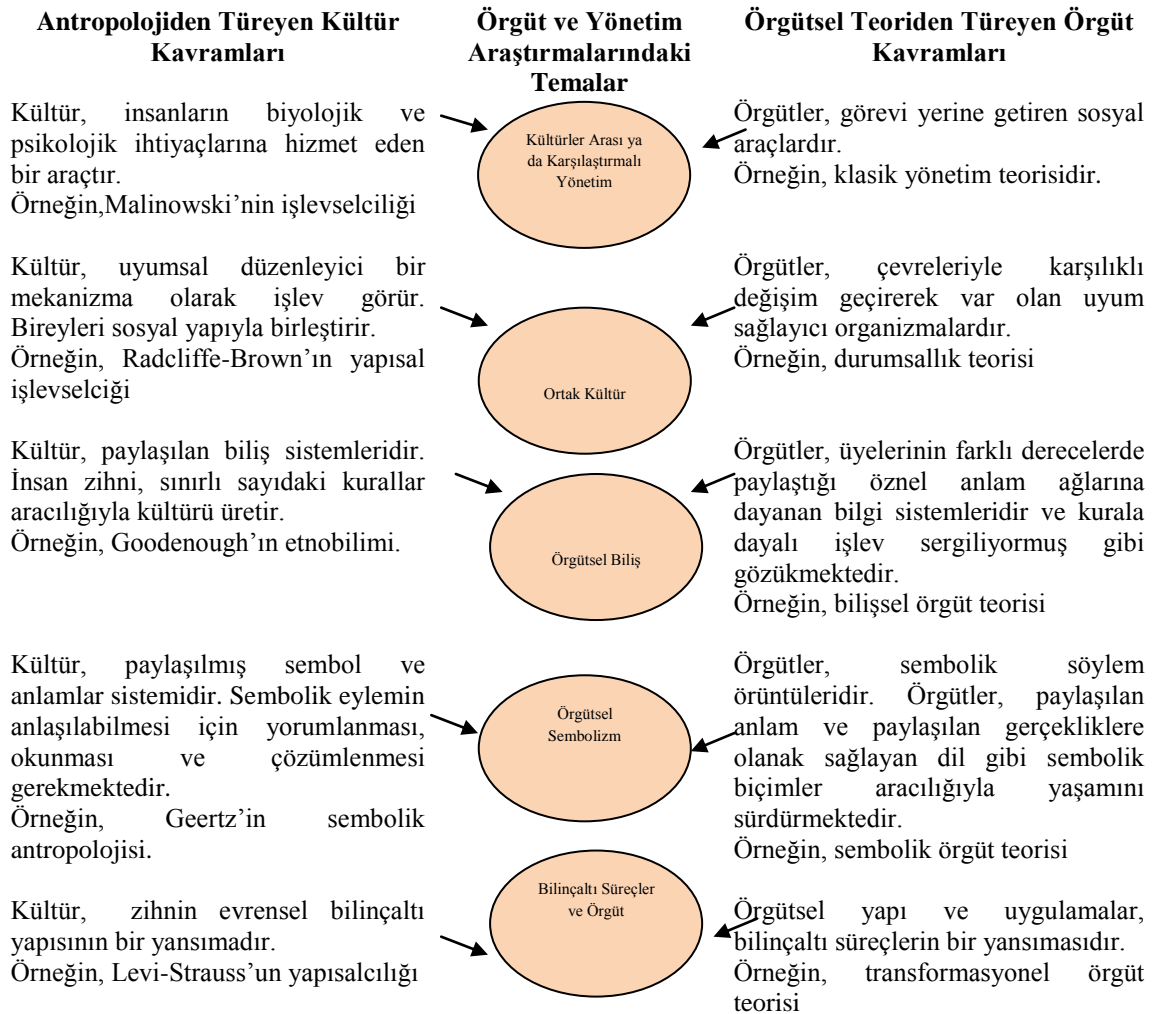 Antropolojiden Türeyen Kültür
Kavramları
Örgüt ve Yönetim
Araştırmalarındaki
Temalar
Örgütsel Teoriden Türeyen Örgüt
Kavramları
Kültür, insanların biyolojik ve
psikolojik ihtiyaçlarına hizmet eden
bir araçtır.
Örneğin,Malinowski’nin işlevselciliği
Kültürler Arası ya
da Karşılaştırmalı
Yönetim
Örgütler, görevi yerine getiren sosyal
araçlardır.
Örneğin, klasik yönetim teorisidir.
Kültür, uyumsal düzenleyici bir
mekanizma olarak işlev görür.
Bireyleri sosyal yapıyla birleştirir.
Örneğin, Radcliffe-Brown’ın yapısal
işlevselciği
Ortak Kültür
Örgütler, çevreleriyle karşılıklı
değişim geçirerek var olan uyum
sağlayıcı organizmalardır.
Örneğin, durumsallık teorisi
Kültür, paylaşılan biliş sistemleridir.
İnsan zihni, sınırlı sayıdaki kurallar
aracılığıyla kültürü üretir.
Örneğin, Goodenough’ın etnobilimi.
Örgütsel Biliş
Örgütler, üyelerinin farklı derecelerde
paylaştığı öznel anlam ağlarına
dayanan bilgi sistemleridir ve kurala
dayalı işlev sergiliyormuş gibi
gözükmektedir.
Örneğin, bilişsel örgüt teorisi
Kültür, paylaşılmış sembol ve
anlamlar sistemidir. Sembolik eylemin
anlaşılabilmesi için yorumlanması,
okunması ve çözümlenmesi
gerekmektedir.
Örneğin, Geertz’in sembolik
antropolojisi.
Örgütsel
Sembolizm
Örgütler, sembolik söylem
örüntüleridir. Örgütler, paylaşılan
anlam ve paylaşılan gerçekliklere
olanak sağlayan dil gibi sembolik
biçimler aracılığıyla yaşamını
sürdürmektedir.
Örneğin, sembolik örgüt teorisi
Kültür, zihnin evrensel bilinçaltı
yapısının bir yansımadır.
Örneğin, Levi-Strauss’un yapısalcılığı
Bilinçaltı Süreçler
ve Örgüt
Örgütsel yapı ve uygulamalar,
bilinçaltı süreçlerin bir yansımasıdır.
Örneğin, transformasyonel örgüt
teorisi